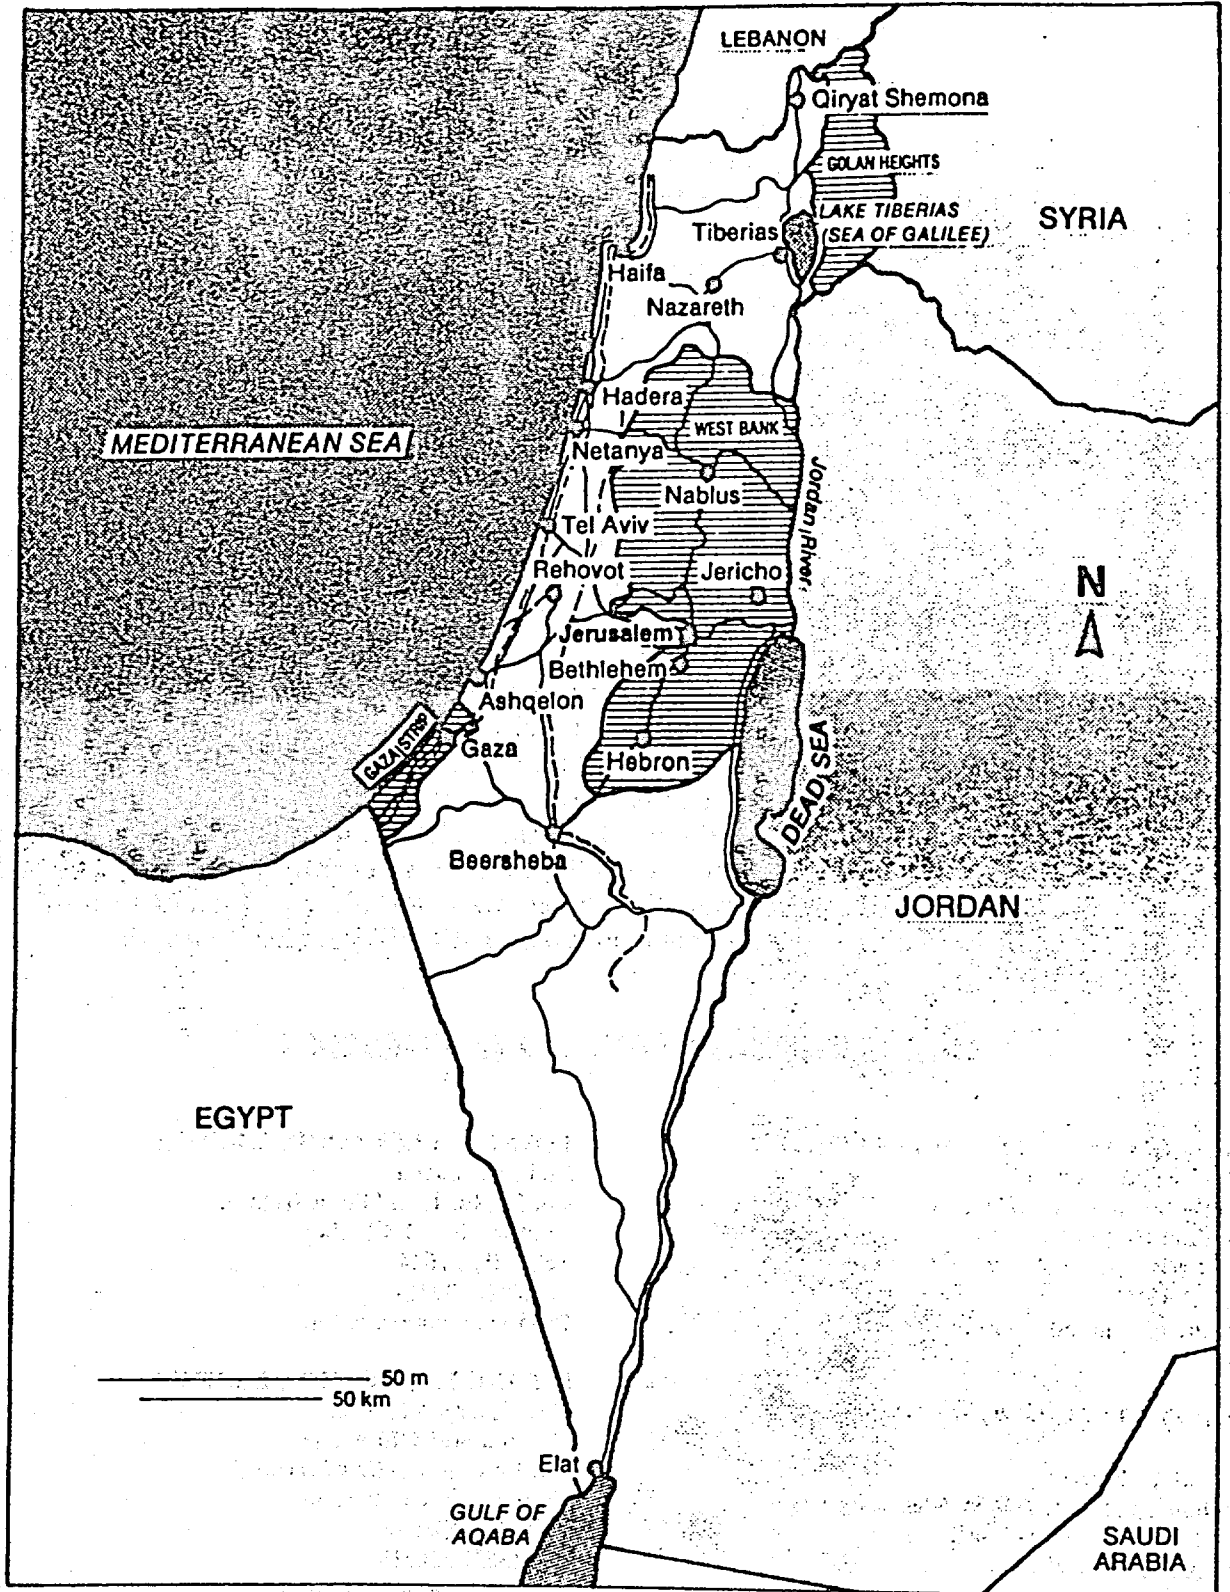 LEBANON
Qiryat Shemona
GOLAN HEIGHTS
LAKE TIBERIAS
(SEA OF GALILEE)
SYRIA
Tiberias
Haifa
Nazareth
Hadera
WEST BANK
MEDITERRANEAN SEA
Netanya
Nablus
Jordan River
Tel Aviv
Rehovot
Jericho
N
Jerusalem
Bethlehem
Ashqelon
GAZA STRIP
Gaza
Hebron
DEAD SEA
Beersheba
JORDAN
EGYPT
50 m
50 km
Elat
GULF OF
AQABA
SAUDI
ARABIA